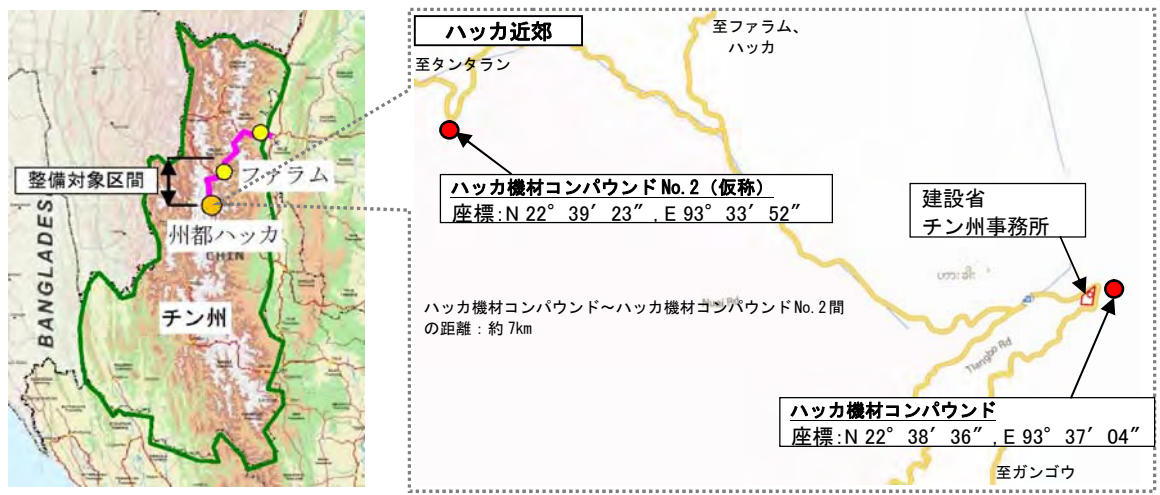 整備対象区間
ファラム
州都ハッカ
CHIN
チン州
BANGLADES
ハッカ近郊
至タンタラン
至ファラム、
ハッカ
ハッカ機材コンパウンド No.2（仮称）
座標：N 22° 39′ 23″ , E 93° 33′ 52″
建設省
チン州事務所
ဟားခါး
ハッカ機材コンパウンド～ハッカ機材コンパウンド No.2 間
の距離：約 7km
Tlangbo Rd
ハッカ機材コンパウンド
座標：N 22° 38′ 36″ , E 93° 37′ 04″
至ガンゴウ